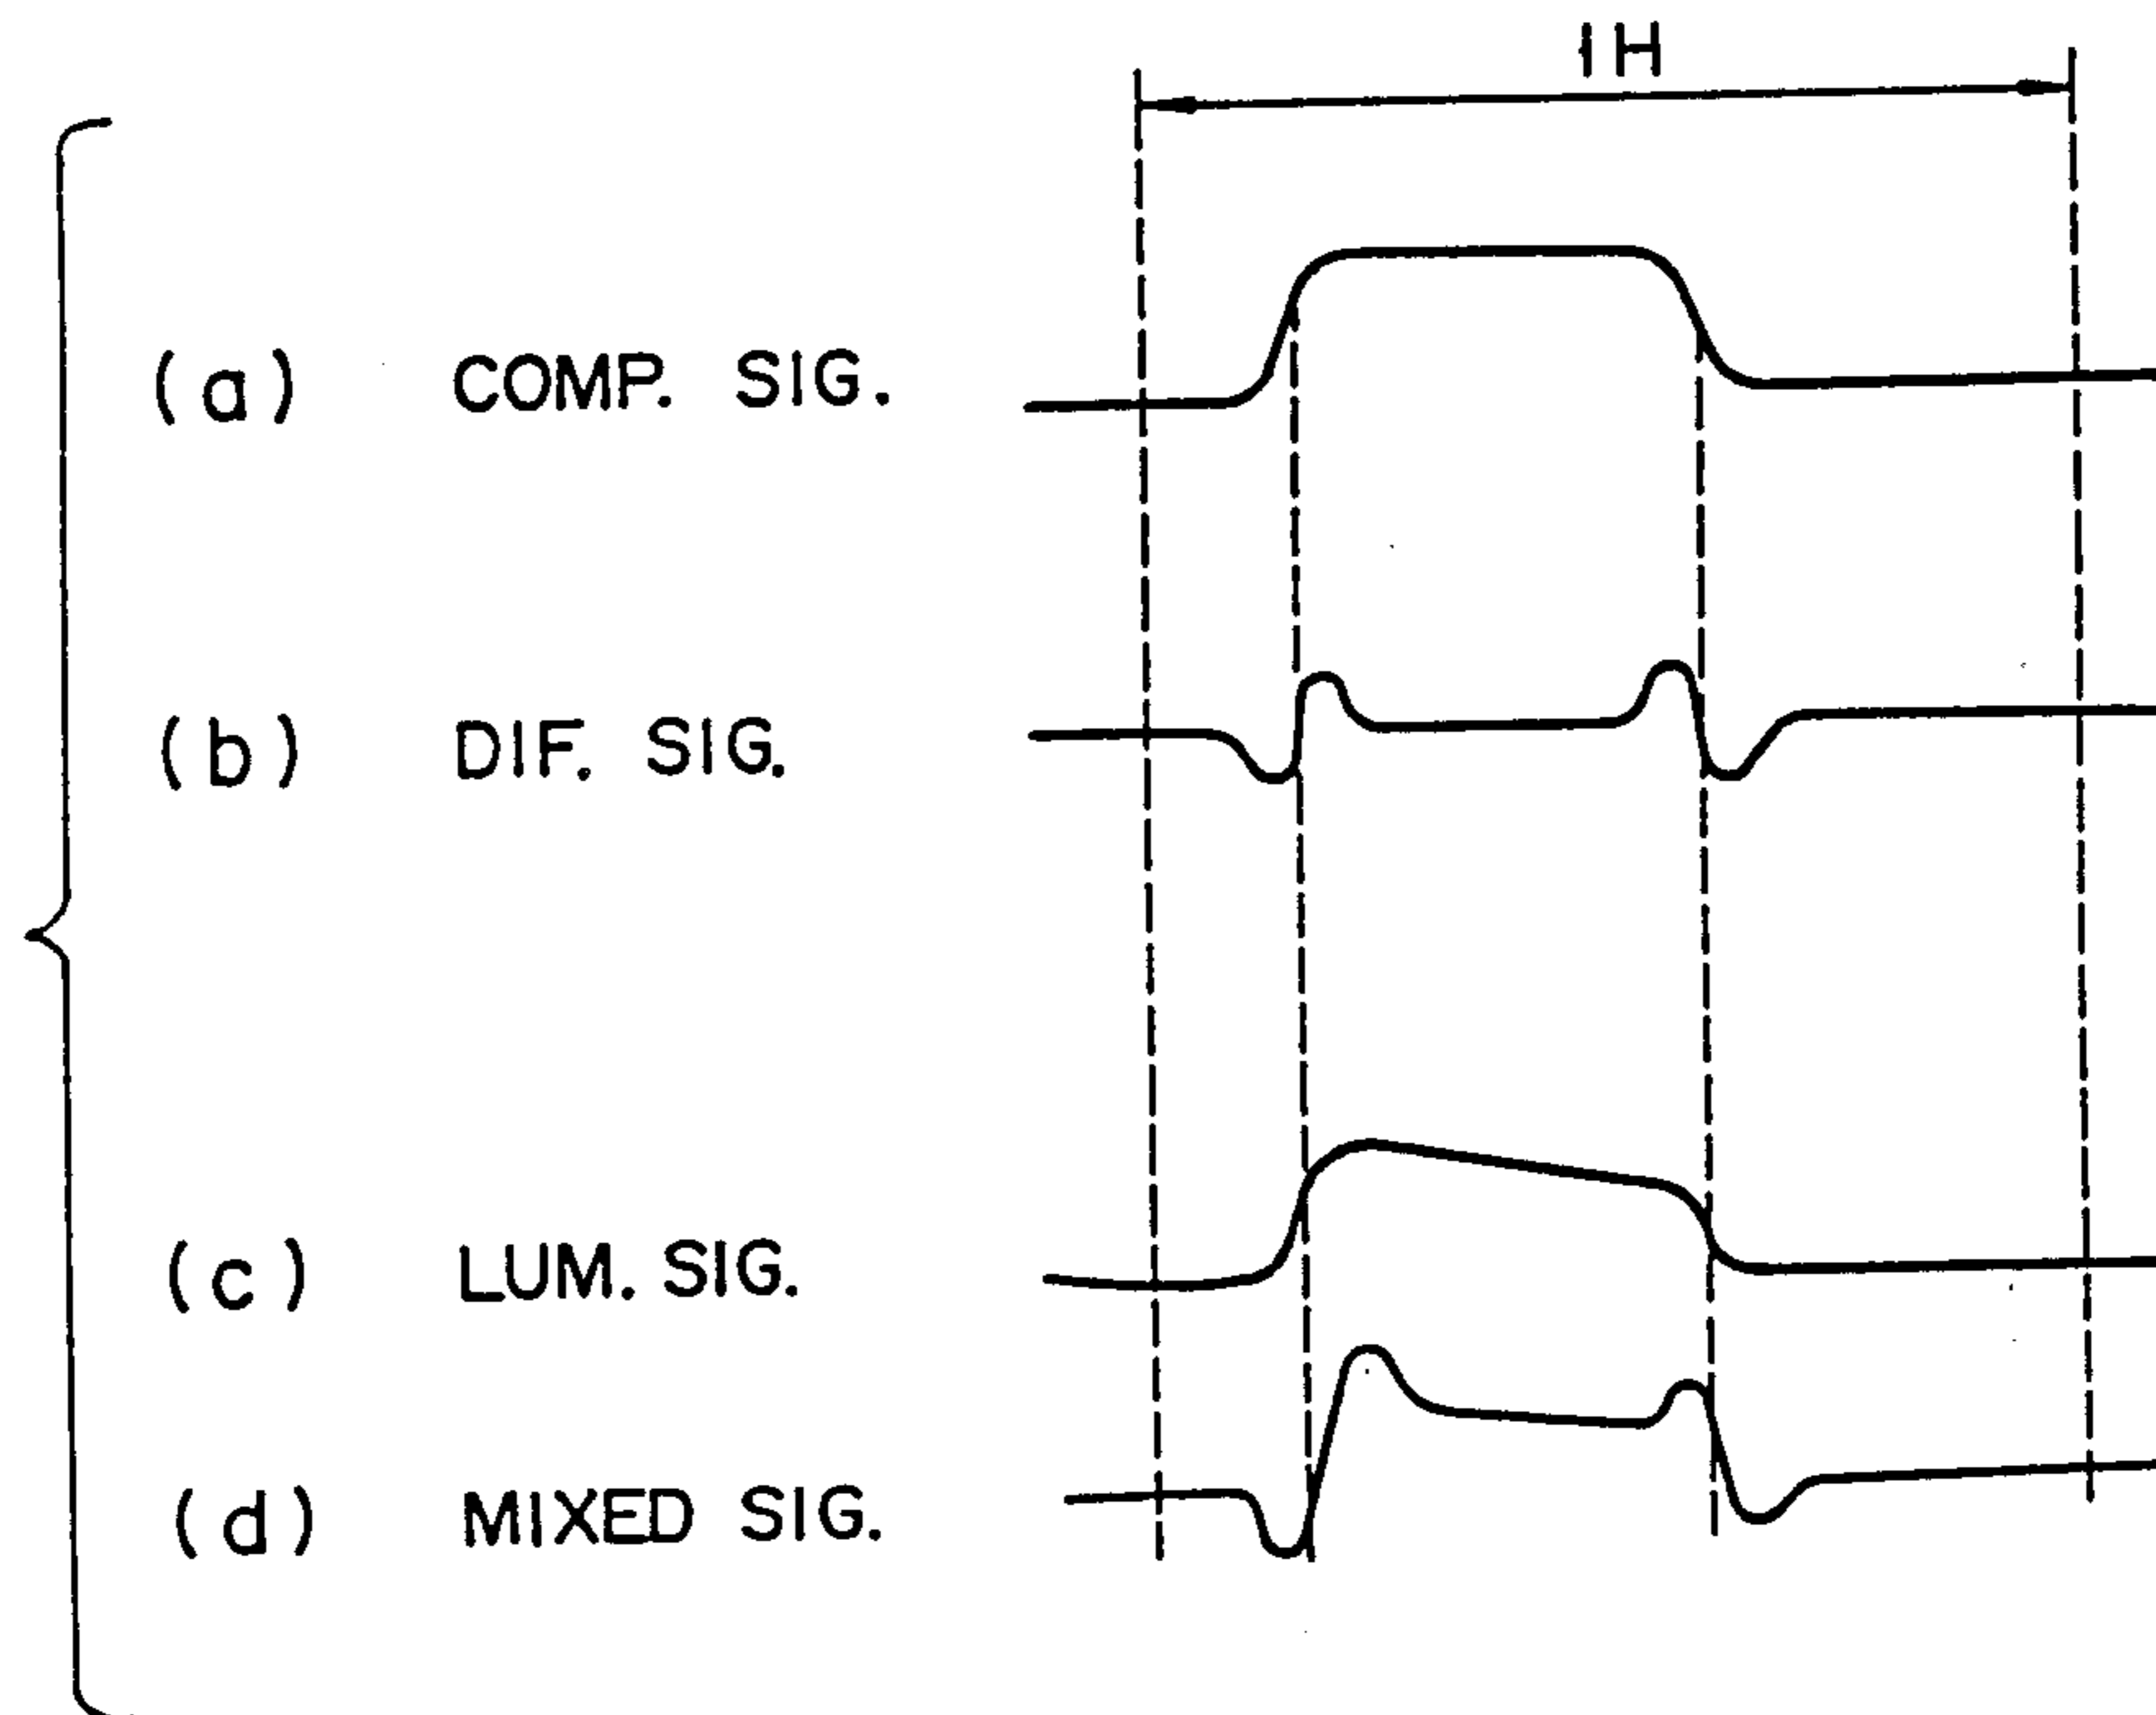 1H
(a) COMP. SIG.
(b) DIF. SIG.
(c) LUM. SIG.
(d) MIXED SIG.